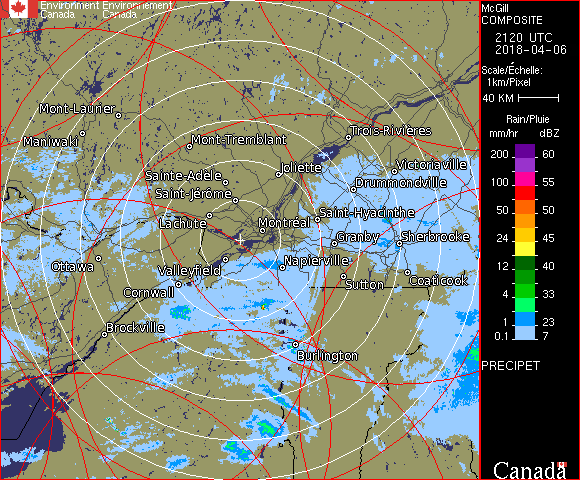 Environment Environnement
Canada Canada
McGill
COMPOSITE
2120 UTC
2018-04-06
Scale/Échelle:
1km/Pixel
40 KM
Rain/Pluie
mm/hr dBZ
200 60
100 55
50 50
24 45
12 40
4 33
1 23
0.1 7
PRECIPET
Canada
Mont-Laurier
Maniwaki
Mont-Tremblant
Trois-Rivières
Sainte-Adèle
Joliette
Victoriaville
Saint-Jérôme
Drummondville
Lachute
Montréal
Saint-Hyacinthe
Granby
Sherbrooke
Ottawa
Valleyfield
Napierville
Cornwall
Sutton
Coaticook
Brockville
Burlington